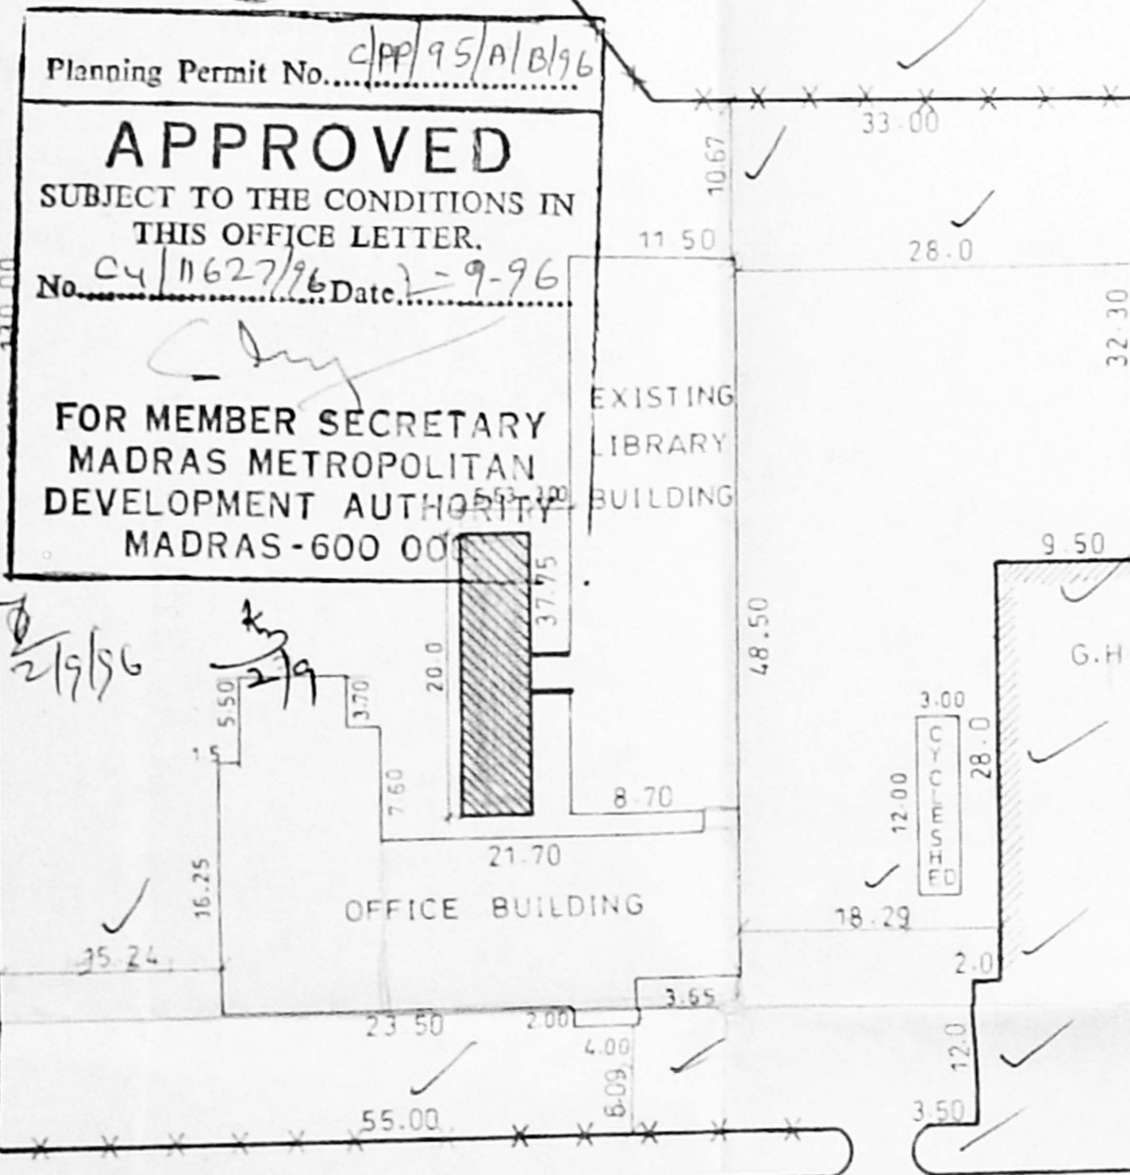 Planning Permit No. C/PP/95/A/B/96
APPROVED
SUBJECT TO THE CONDITIONS IN
THIS OFFICE LETTER.
No. C4/11627/96 Date 2-9-96
FOR MEMBER SECRETARY
MADRAS METROPOLITAN
DEVELOPMENT AUTHORITY
MADRAS-600 00
2/9/96
2/9
33.00
10.67
11.50
28.0
32.30
EXISTING
LIBRARY
BUILDING
3.00
37.75
20.0
48.50
9.50
G.H
5.50
3.70
1.5
7.60
8.70
21.70
3.00
CYCLESHED
12.00
28.0
16.25
OFFICE BUILDING
15.24
18.29
2.0
3.65
23.50
2.00
4.00
6.09
12.0
3.50
55.00